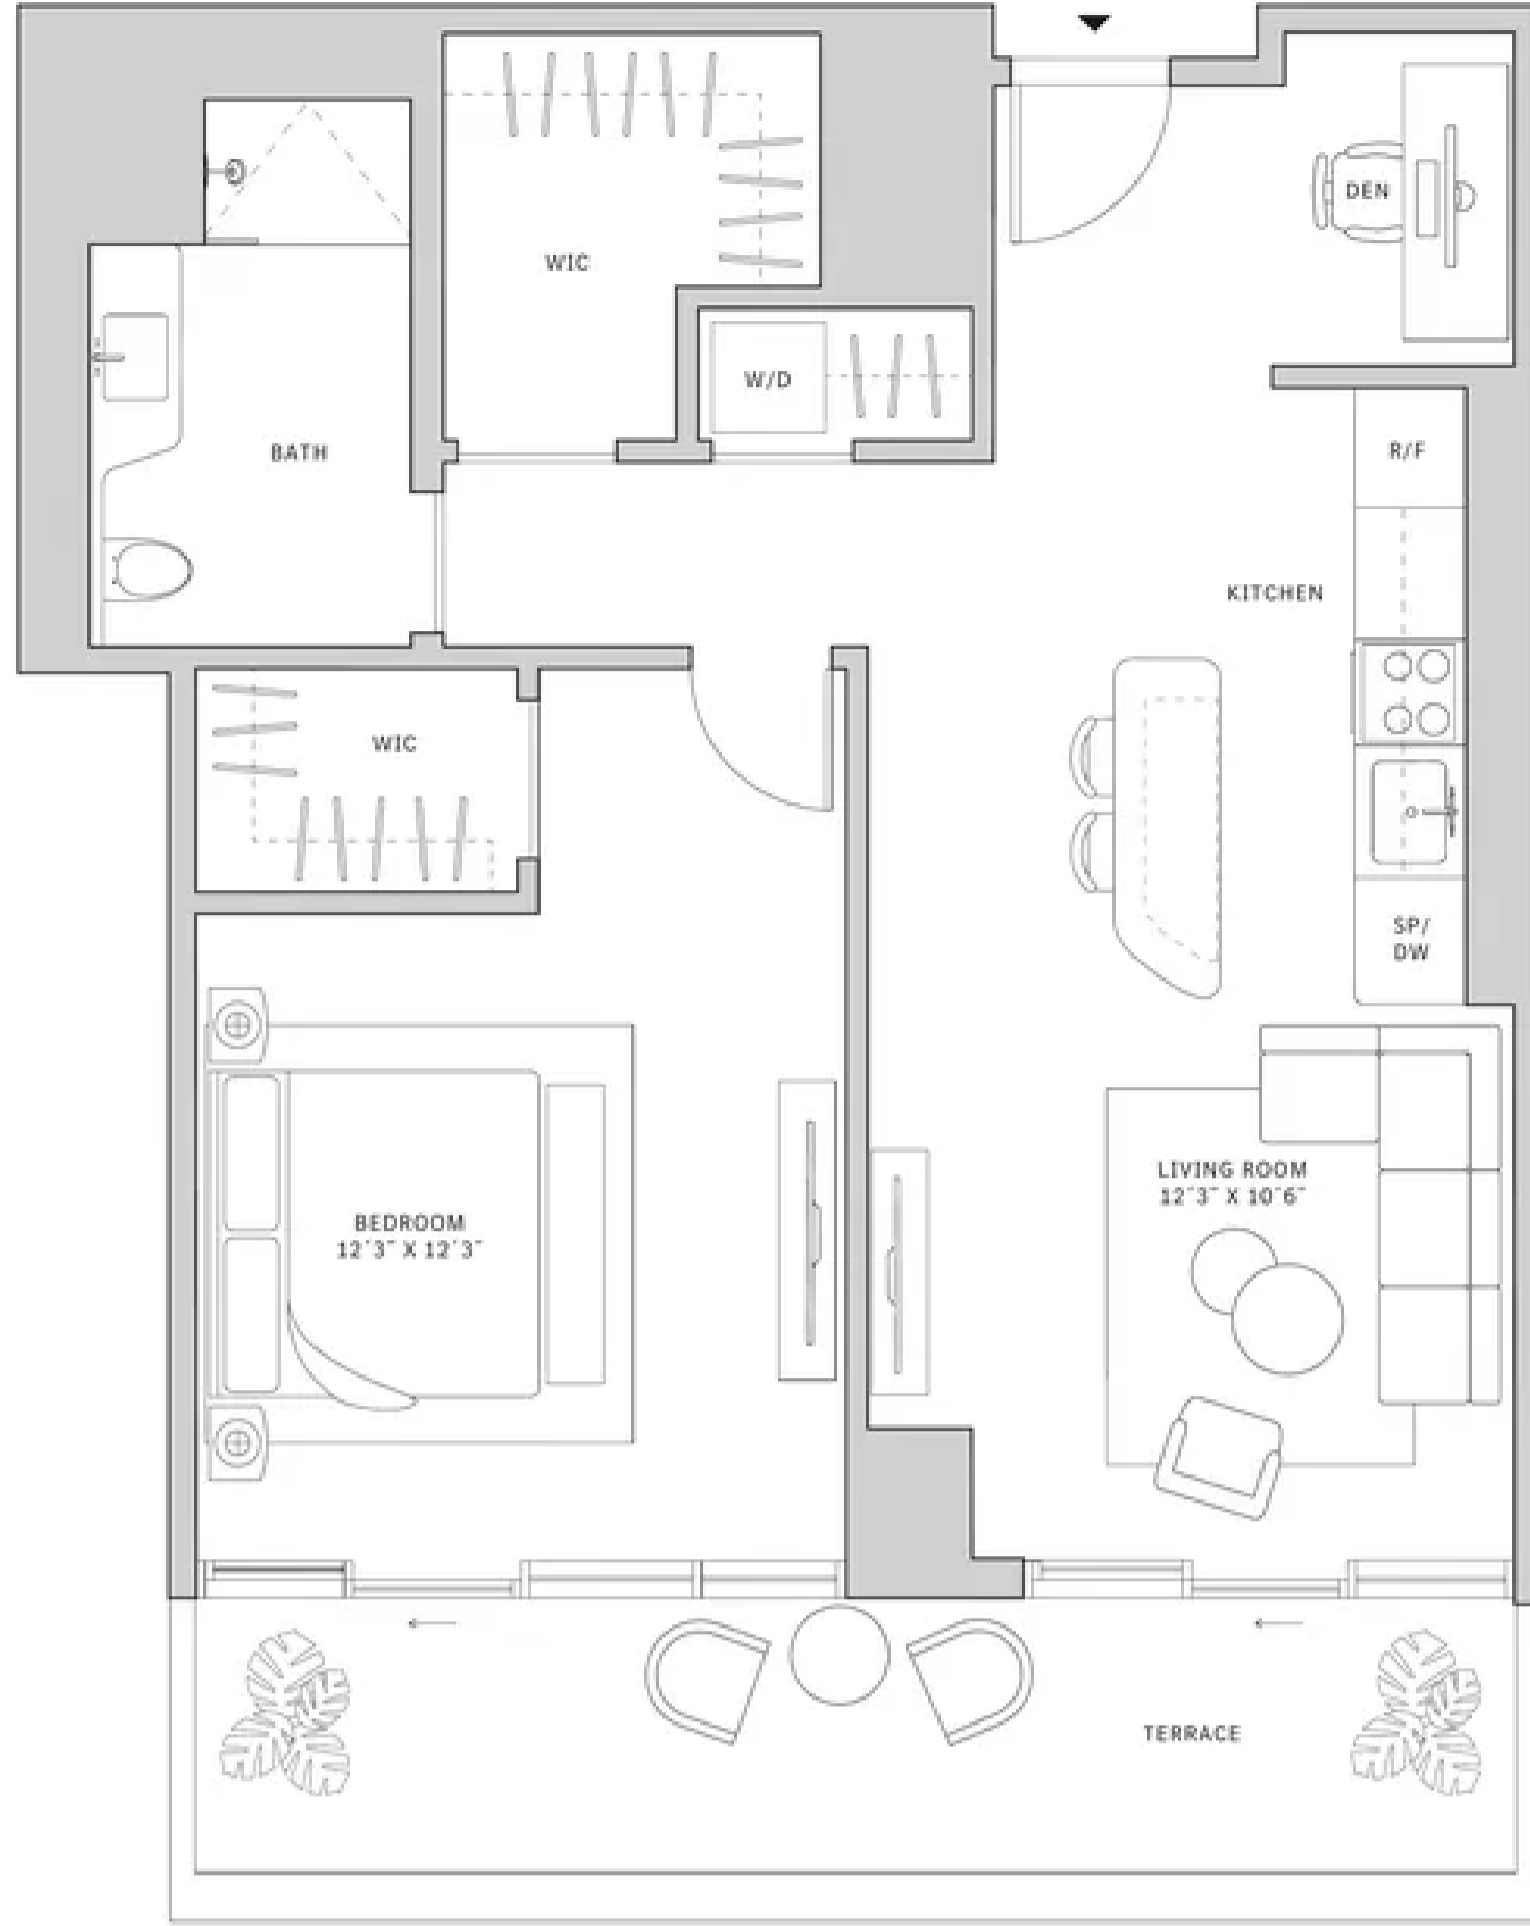 DEN
WIC
W/D
BATH
R/F
KITCHEN
WIC
SP/
DW
LIVING ROOM
12´3˝ X 10´6˝
BEDROOM
12´3˝ X 12´3˝
TERRACE